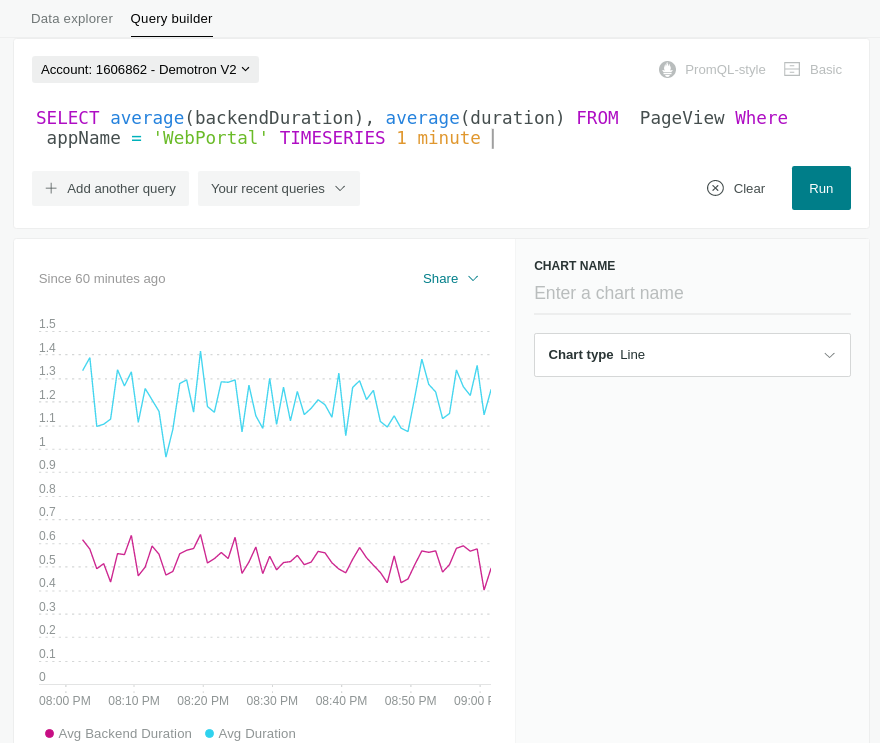 Data explorer Query builder
Account: 1606862 - Demotron V2 PromQL-style Basic
SELECT average(backendDuration), average(duration) FROM  PageView Where
appName = 'WebPortal' TIMESERIES 1 minute
Add another query Your recent queries Clear Run
Since 60 minutes ago Share
1.5
1.4
1.3
1.2
1.1
1
0.9
0.8
0.7
0.6
0.5
0.4
0.3
0.2
0.1
0
08:00 PM 08:10 PM 08:20 PM 08:30 PM 08:40 PM 08:50 PM 09:00 P
Avg Backend Duration Avg Duration
CHART NAME
Enter a chart name
Chart type Line